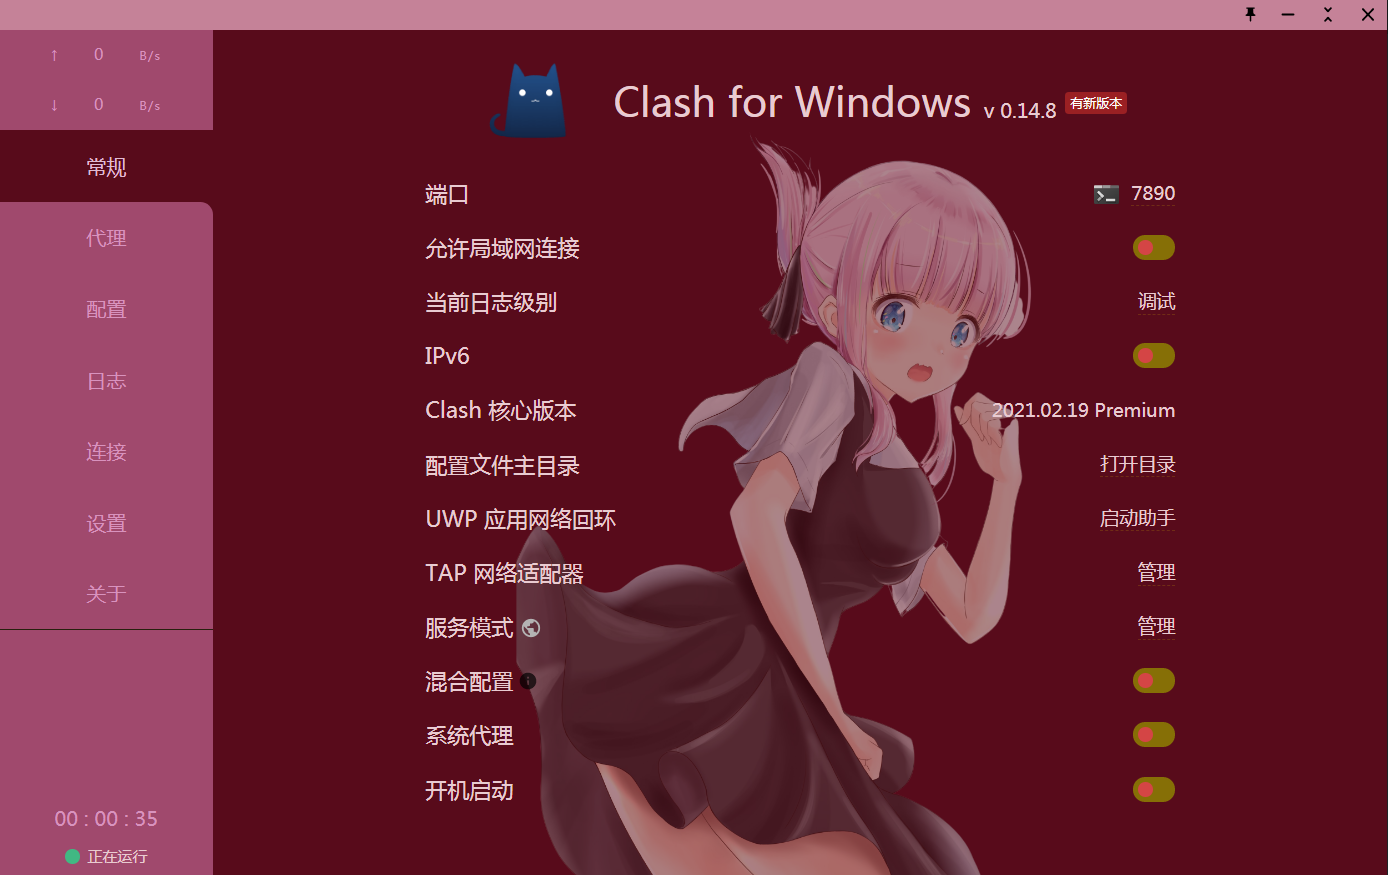 ↑ 0 B/s
↓ 0 B/s
常规
代理
配置
日志
连接
设置
关于
00 : 00 : 35
正在运行
Clash for Windows v 0.14.8 有新版本
端口 7890
允许局域网连接
当前日志级别 调试
IPv6
Clash 核心版本 2021.02.19 Premium
配置文件主目录 打开目录
UWP 应用网络回环 启动助手
TAP 网络适配器 管理
服务模式 管理
混合配置
系统代理
开机启动